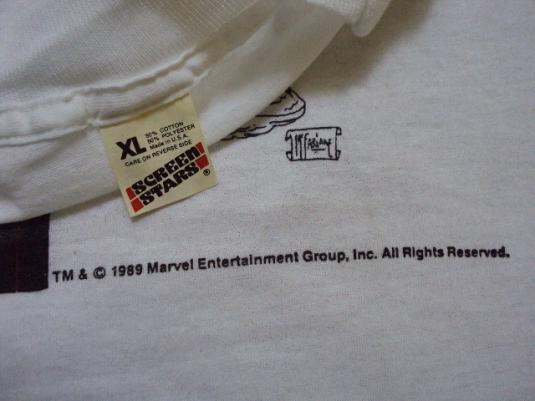 XL
50% COTTON
50% POLYESTER
Made in U.S.A.
CARE ON REVERSE SIDE
SCREEN
STARS®
TM & © 1989 Marvel Entertainment Group, Inc. All Rights Reserved.